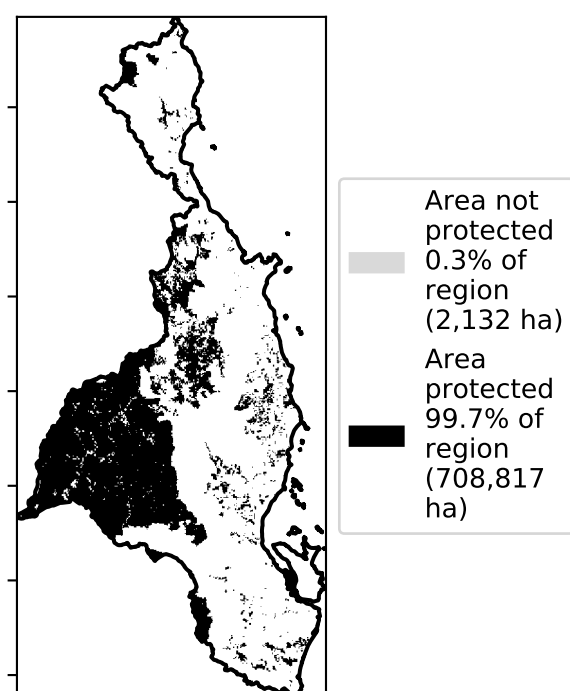 Area not
protected
0.3% of
region
(2,132 ha)
Area
protected
99.7% of
region
(708,817
ha)